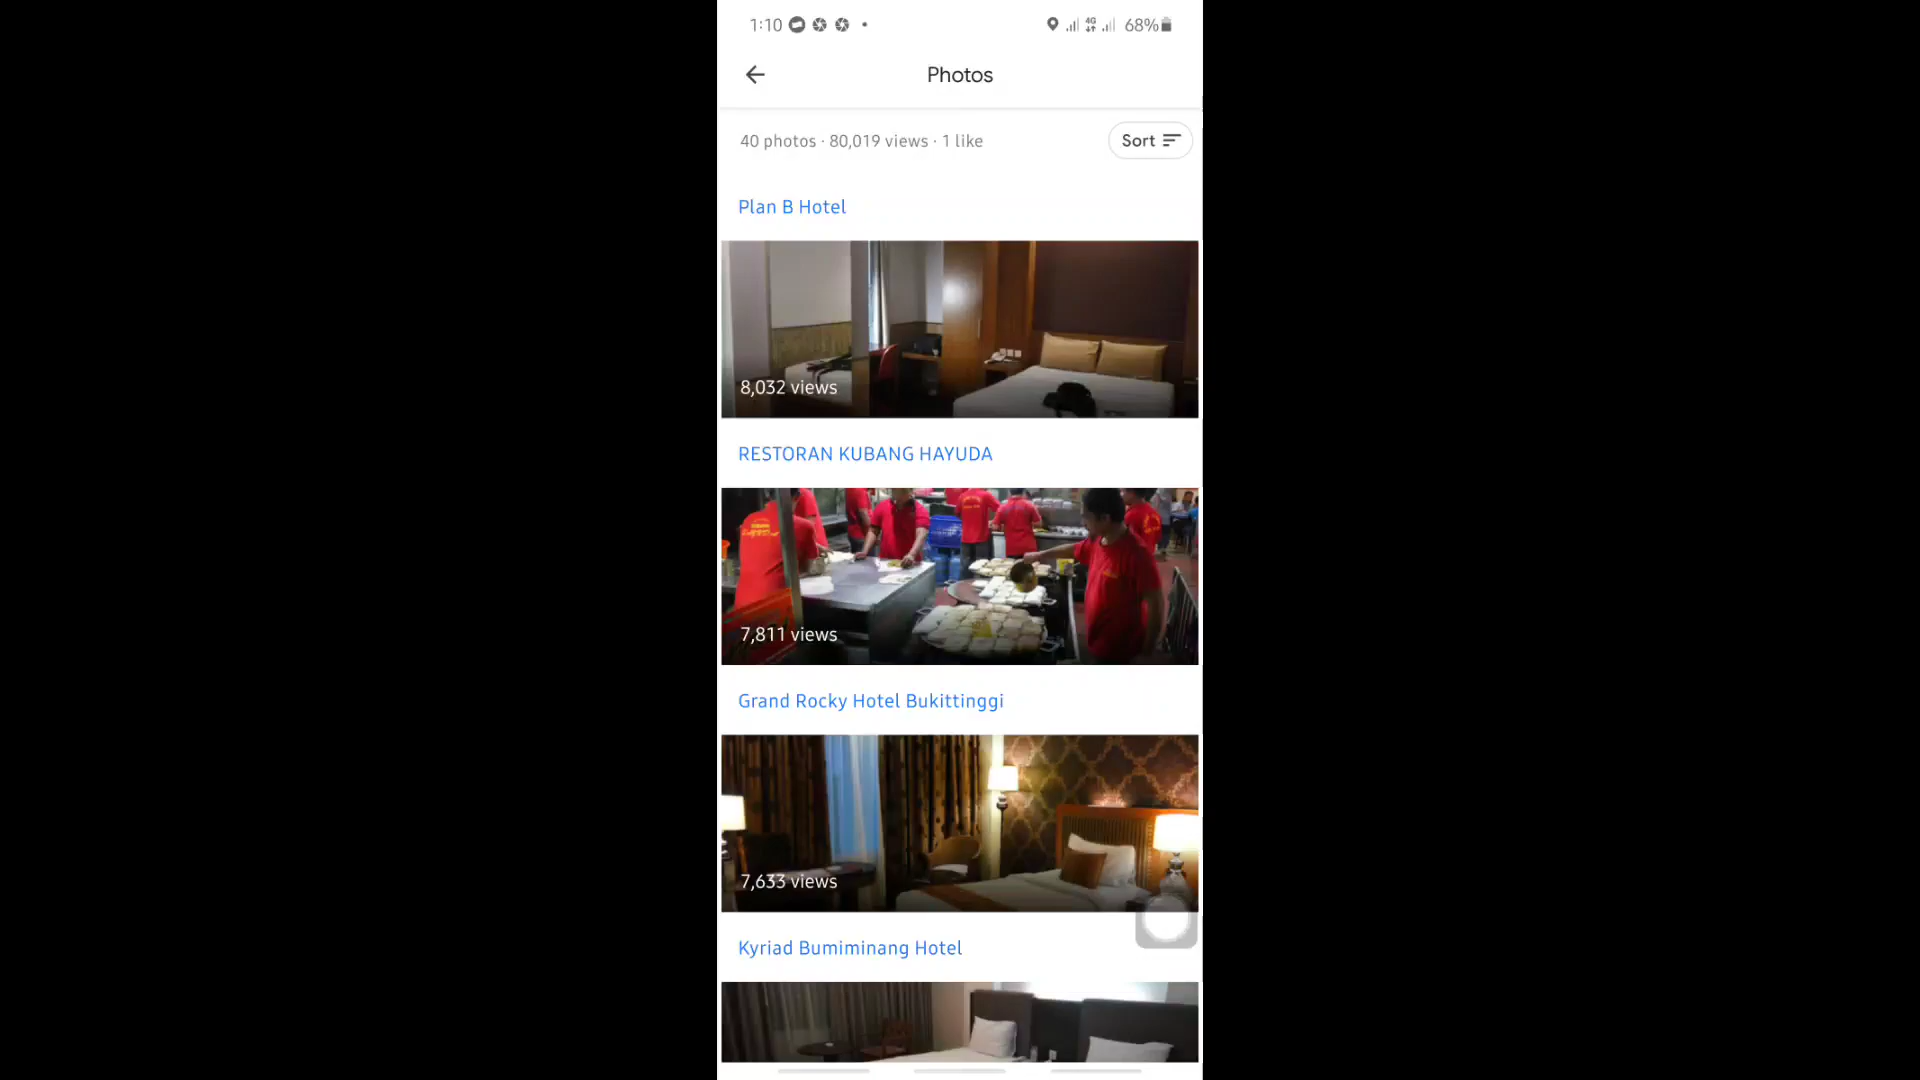 1:10
4G 68%
Photos
40 photos · 80,019 views · 1 like
Sort
Plan B Hotel
8,032 views
RESTORAN KUBANG HAYUDA
7,811 views
Grand Rocky Hotel Bukittinggi
7,633 views
Kyriad Bumiminang Hotel